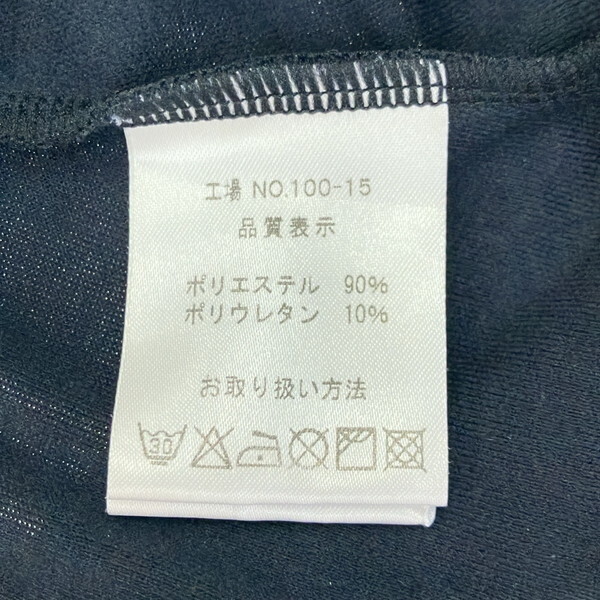 工場 NO.100-15
品質表示
ポリエステル 90%
ポリウレタン 10%
お取り扱い方法
30